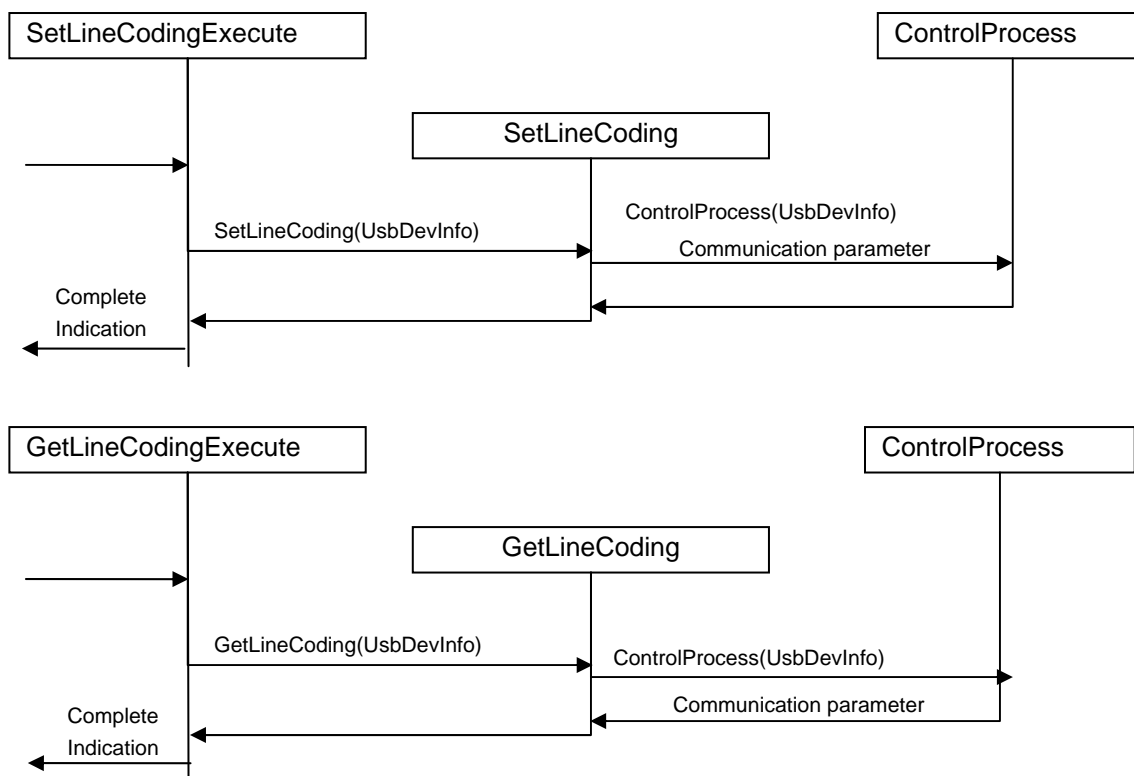 SetLineCodingExecute
ControlProcess
SetLineCoding
ControlProcess(UsbDevInfo)
SetLineCoding(UsbDevInfo)
Communication parameter
Complete
Indication
GetLineCodingExecute
ControlProcess
GetLineCoding
GetLineCoding(UsbDevInfo)
ControlProcess(UsbDevInfo)
Communication parameter
Complete
Indication